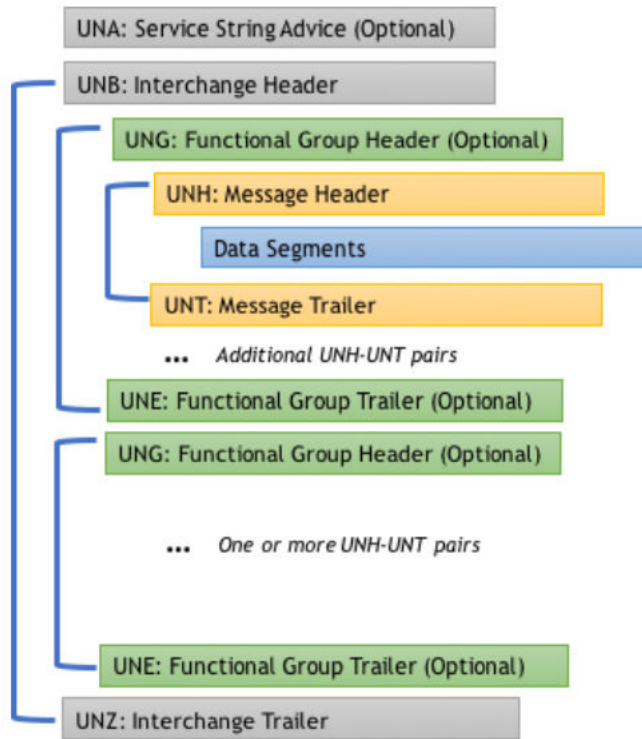 UNA: Service String Advice (Optional)
UNB: Interchange Header
UNG: Functional Group Header (Optional)
UNH: Message Header
Data Segments
UNT: Message Trailer
... Additional UNH-UNT pairs
UNE: Functional Group Trailer (Optional)
UNG: Functional Group Header (Optional)
... One or more UNH-UNT pairs
UNE: Functional Group Trailer (Optional)
UNZ: Interchange Trailer